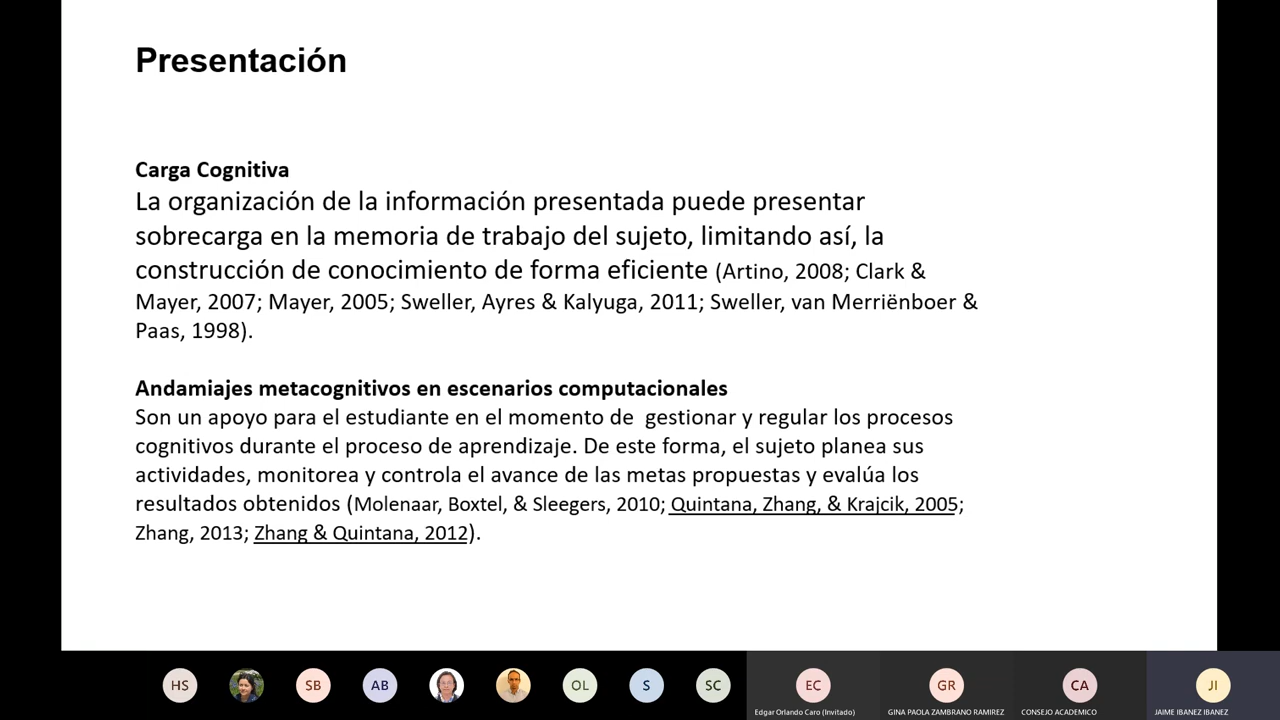 Presentación
Carga Cognitiva
La organización de la información presentada puede presentar
sobrecarga en la memoria de trabajo del sujeto, limitando así, la
construcción de conocimiento de forma eficiente (Artino, 2008; Clark &
Mayer, 2007; Mayer, 2005; Sweller, Ayres & Kalyuga, 2011; Sweller, van Merriënboer &
Paas, 1998).
Andamiajes metacognitivos en escenarios computacionales
Son un apoyo para el estudiante en el momento de  gestionar y regular los procesos
cognitivos durante el proceso de aprendizaje. De este forma, el sujeto planea sus
actividades, monitorea y controla el avance de las metas propuestas y evalúa los
resultados obtenidos (Molenaar, Boxtel, & Sleegers, 2010; Quintana, Zhang, & Krajcik, 2005;
Zhang, 2013; Zhang & Quintana, 2012).
HS SB AB OL S SC EC GR CA JI
Edgar Orlando Caro (Invitado) GINA PAOLA ZAMBRANO RAMIREZ CONSEJO ACADEMICO JAIME IBANEZ IBANEZ